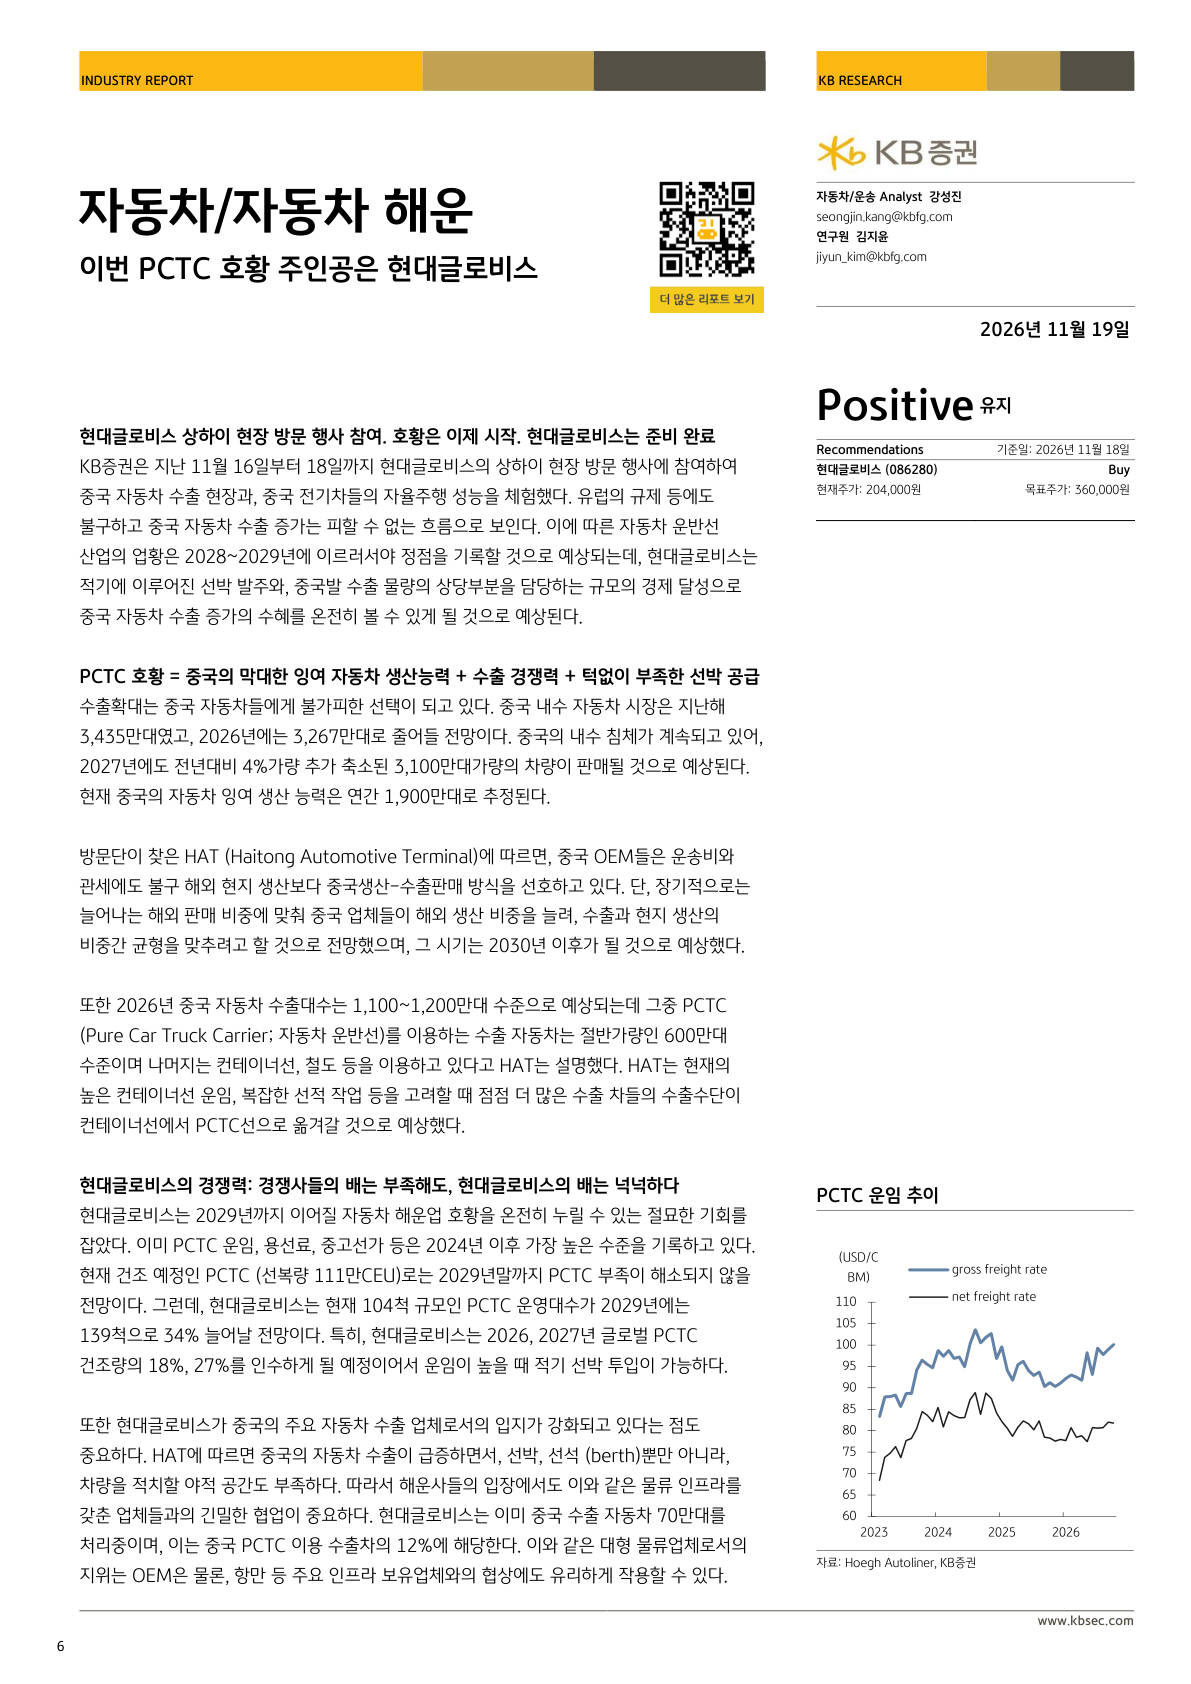 INDUSTRY REPORT
KB RESEARCH
자동차/자동차 해운
이번 PCTC 호황 주인공은 현대글로비스
더 많은 리포트 보기
KB증권
자동차/운송 Analyst 강성진
seongjin.kang@kbfg.com
연구원 김지윤
jiyun_kim@kbfg.com
2026년 11월 19일
Positive 유지
Recommendations 기준일: 2026년 11월 18일
현대글로비스 (086280) Buy
현재주가: 204,000원 목표주가: 360,000원
현대글로비스 상하이 현장 방문 행사 참여. 호황은 이제 시작. 현대글로비스는 준비 완료
KB증권은 지난 11월 16일부터 18일까지 현대글로비스의 상하이 현장 방문 행사에 참여하여
중국 자동차 수출 현장과, 중국 전기차들의 자율주행 성능을 체험했다. 유럽의 규제 등에도
불구하고 중국 자동차 수출 증가는 피할 수 없는 흐름으로 보인다. 이에 따른 자동차 운반선
산업의 업황은 2028~2029년에 이르러서야 정점을 기록할 것으로 예상되는데, 현대글로비스는
적기에 이루어진 선박 발주와, 중국발 수출 물량의 상당부분을 담당하는 규모의 경제 달성으로
중국 자동차 수출 증가의 수혜를 온전히 볼 수 있게 될 것으로 예상된다.
PCTC 호황 = 중국의 막대한 잉여 자동차 생산능력 + 수출 경쟁력 + 턱없이 부족한 선박 공급
수출확대는 중국 자동차들에게 불가피한 선택이 되고 있다. 중국 내수 자동차 시장은 지난해
3,435만대였고, 2026년에는 3,267만대로 줄어들 전망이다. 중국의 내수 침체가 계속되고 있어,
2027년에도 전년대비 4%가량 추가 축소된 3,100만대가량의 차량이 판매될 것으로 예상된다.
현재 중국의 자동차 잉여 생산 능력은 연간 1,900만대로 추정된다.
방문단이 찾은 HAT (Haitong Automotive Terminal)에 따르면, 중국 OEM들은 운송비와
관세에도 불구 해외 현지 생산보다 중국생산-수출판매 방식을 선호하고 있다. 단, 장기적으로는
늘어나는 해외 판매 비중에 맞춰 중국 업체들이 해외 생산 비중을 늘려, 수출과 현지 생산의
비중간 균형을 맞추려고 할 것으로 전망했으며, 그 시기는 2030년 이후가 될 것으로 예상했다.
또한 2026년 중국 자동차 수출대수는 1,100~1,200만대 수준으로 예상되는데 그중 PCTC
(Pure Car Truck Carrier; 자동차 운반선)를 이용하는 수출 자동차는 절반가량인 600만대
수준이며 나머지는 컨테이너선, 철도 등을 이용하고 있다고 HAT는 설명했다. HAT는 현재의
높은 컨테이너선 운임, 복잡한 선적 작업 등을 고려할 때 점점 더 많은 수출 차들의 수출수단이
컨테이너선에서 PCTC선으로 옮겨갈 것으로 예상했다.
현대글로비스의 경쟁력: 경쟁사들의 배는 부족해도, 현대글로비스의 배는 넉넉하다
현대글로비스는 2029년까지 이어질 자동차 해운업 호황을 온전히 누릴 수 있는 절묘한 기회를
잡았다. 이미 PCTC 운임, 용선료, 중고선가 등은 2024년 이후 가장 높은 수준을 기록하고 있다.
현재 건조 예정인 PCTC (선복량 111만CEU)로는 2029년말까지 PCTC 부족이 해소되지 않을
전망이다. 그런데, 현대글로비스는 현재 104척 규모인 PCTC 운영대수가 2029년에는
139척으로 34% 늘어날 전망이다. 특히, 현대글로비스는 2026, 2027년 글로벌 PCTC
건조량의 18%, 27%를 인수하게 될 예정이어서 운임이 높을 때 적기 선박 투입이 가능하다.
또한 현대글로비스가 중국의 주요 자동차 수출 업체로서의 입지가 강화되고 있다는 점도
중요하다. HAT에 따르면 중국의 자동차 수출이 급증하면서, 선박, 선석 (berth)뿐만 아니라,
차량을 적치할 야적 공간도 부족하다. 따라서 해운사들의 입장에서도 이와 같은 물류 인프라를
갖춘 업체들과의 긴밀한 협업이 중요하다. 현대글로비스는 이미 중국 수출 자동차 70만대를
처리중이며, 이는 중국 PCTC 이용 수출차의 12%에 해당한다. 이와 같은 대형 물류업체로서의
지위는 OEM은 물론, 항만 등 주요 인프라 보유업체와의 협상에도 유리하게 작용할 수 있다.
PCTC 운임 추이
(USD/C
BM)
gross freight rate
net freight rate
110
105
100
95
90
85
80
75
70
65
60
2023 2024 2025 2026
자료: Hoegh Autoliner, KB증권
www.kbsec.com
6